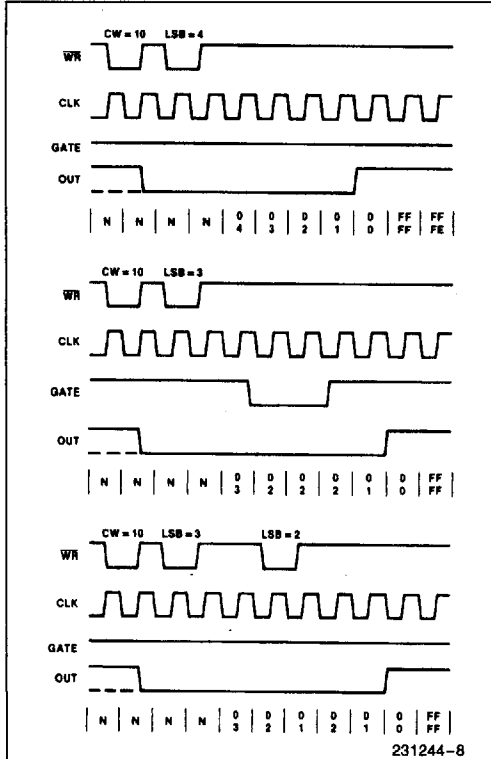 CW = 10 LSB = 4
WR
CLK
GATE
OUT
N N N N 0 0 0 0 0 FF FF
4 3 2 1 0 FF FE
CW = 10 LSB = 3
WR
CLK
GATE
OUT
N N N N 0 0 0 0 0 0 FF
3 2 2 2 1 0 FF
CW = 10 LSB = 3 LSB = 2
WR
CLK
GATE
OUT
N N N N 0 0 0 0 0 0 FF
3 2 1 2 1 0 FF
231244-8